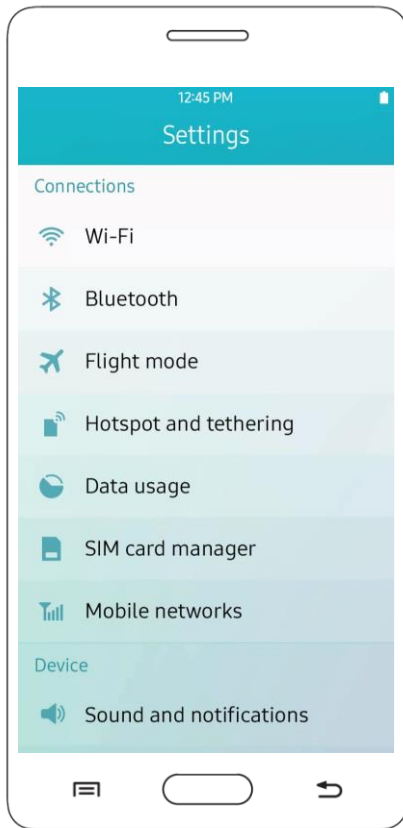 12:45 PM
Settings
Connections
Wi-Fi
Bluetooth
Flight mode
Hotspot and tethering
Data usage
SIM card manager
Mobile networks
Device
Sound and notifications